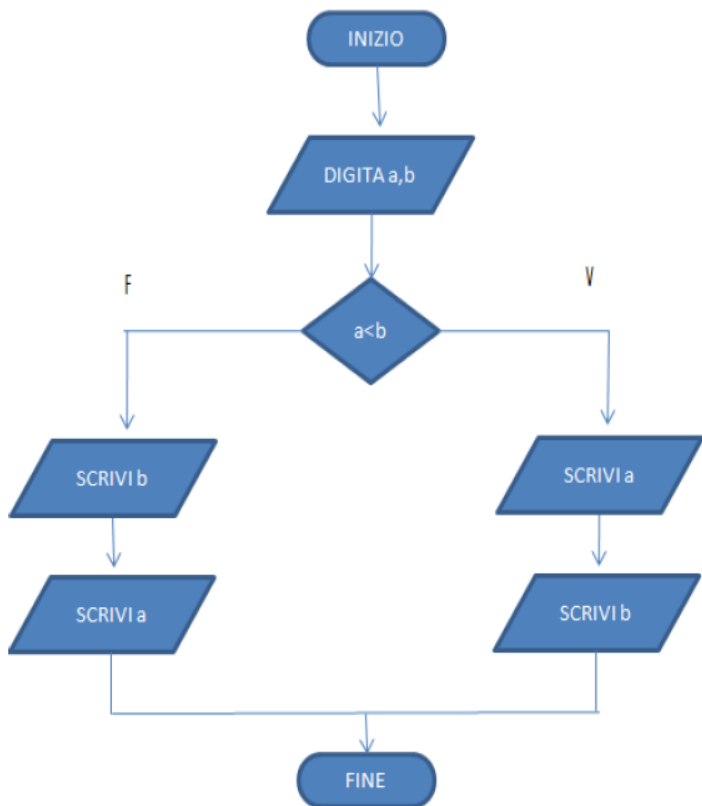 INIZIO
DIGITA a,b
F
V
a<b
SCRIVI b
SCRIVI a
SCRIVI a
SCRIVI b
FINE